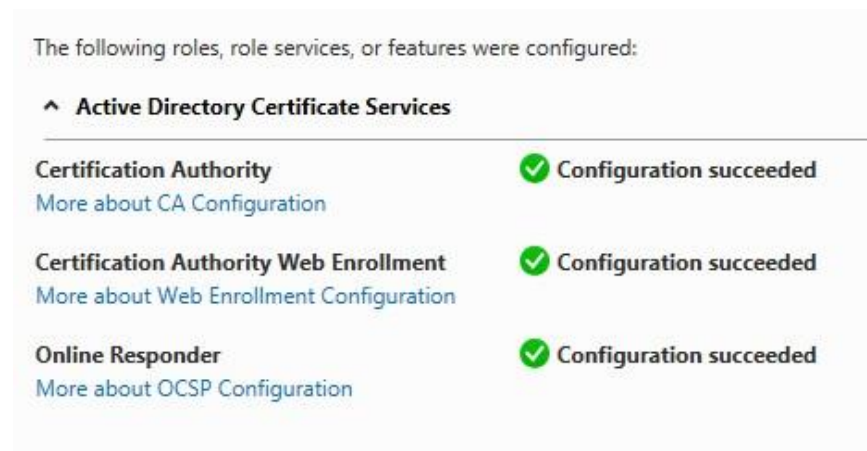 The following roles, role services, or features were configured:
Active Directory Certificate Services
Certification Authority Configuration succeeded
More about CA Configuration
Certification Authority Web Enrollment Configuration succeeded
More about Web Enrollment Configuration
Online Responder Configuration succeeded
More about OCSP Configuration